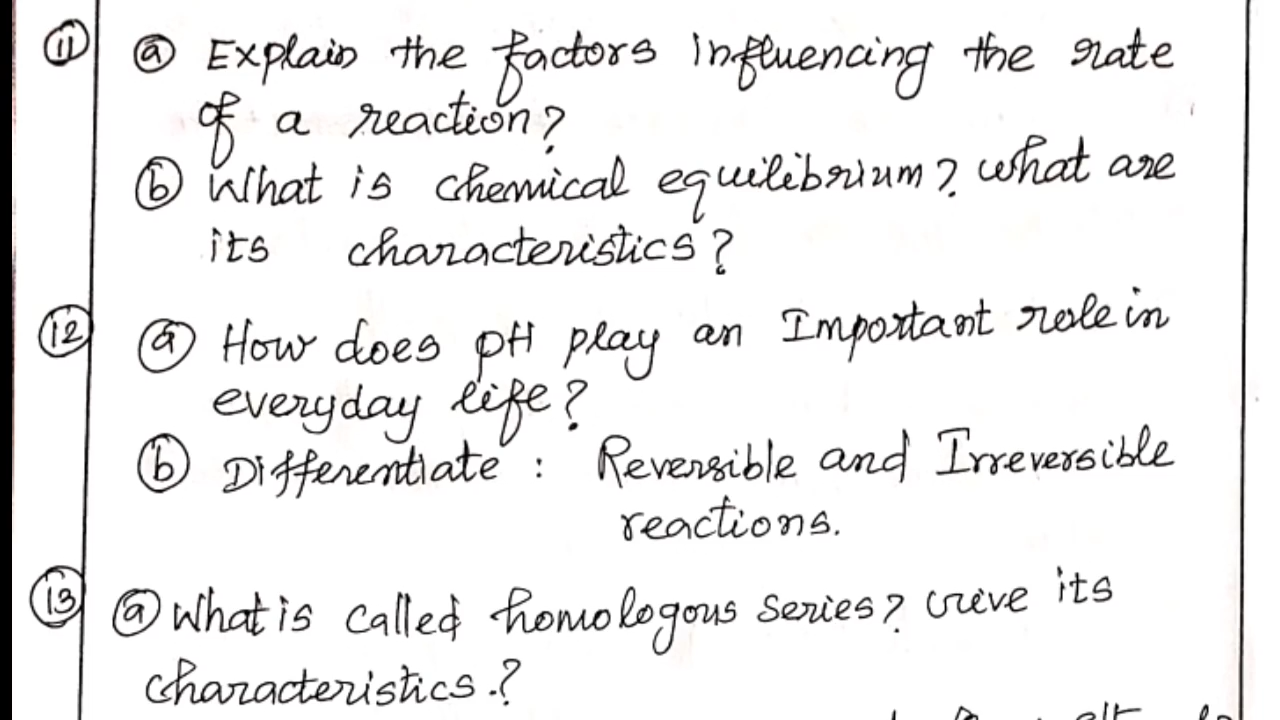 11 a Explain the factors influencing the rate
of a reaction?
b What is chemical equilibrium? what are
its characteristics?
12 a How does pH play an Important role in
everyday life?
b Differentiate : Reversible and Irreversible
reactions.
13 a What is called homologous series? Give its
characteristics.?